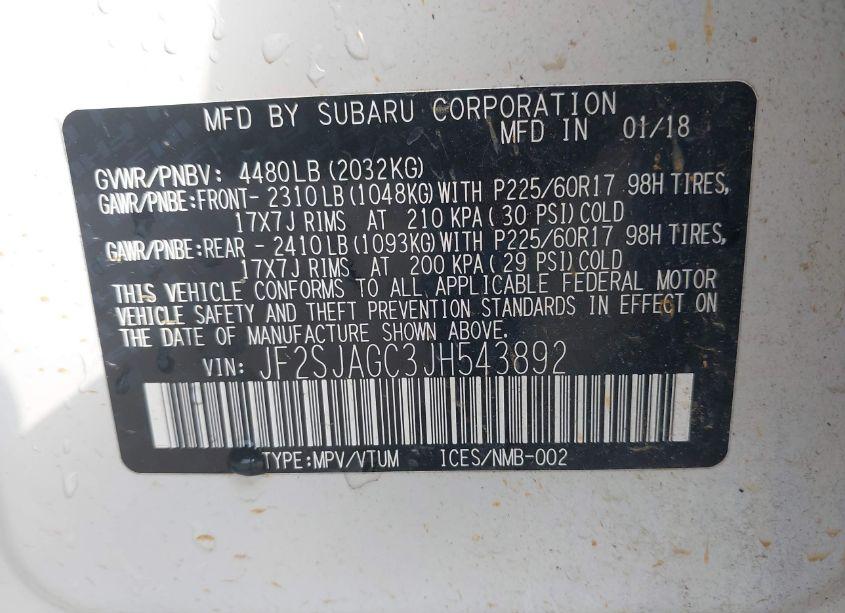 MFD BY SUBARU CORPORATION
MFD IN 01/18
GVWR/PNBV: 4480LB (2032KG)
GAWR/PNBE:FRONT- 2310LB (1048KG)WITH P225/60R17 98H TIRES,
17X7J RIMS AT 210 KPA ( 30 PSI)COLD
GAWR/PNBE:REAR - 2410LB (1093KG)WITH P225/60R17 98H TIRES,
17X7J RIMS AT 200 KPA ( 29 PSI)COLD
THIS VEHICLE CONFORMS TO ALL APPLICABLE FEDERAL MOTOR
VEHICLE SAFETY AND THEFT PREVENTION STANDARDS IN EFFECT ON
THE DATE OF MANUFACTURE SHOWN ABOVE.
VIN: JF2SJAGC3JH543892
TYPE:MPV/VTUM ICES/NMB-002